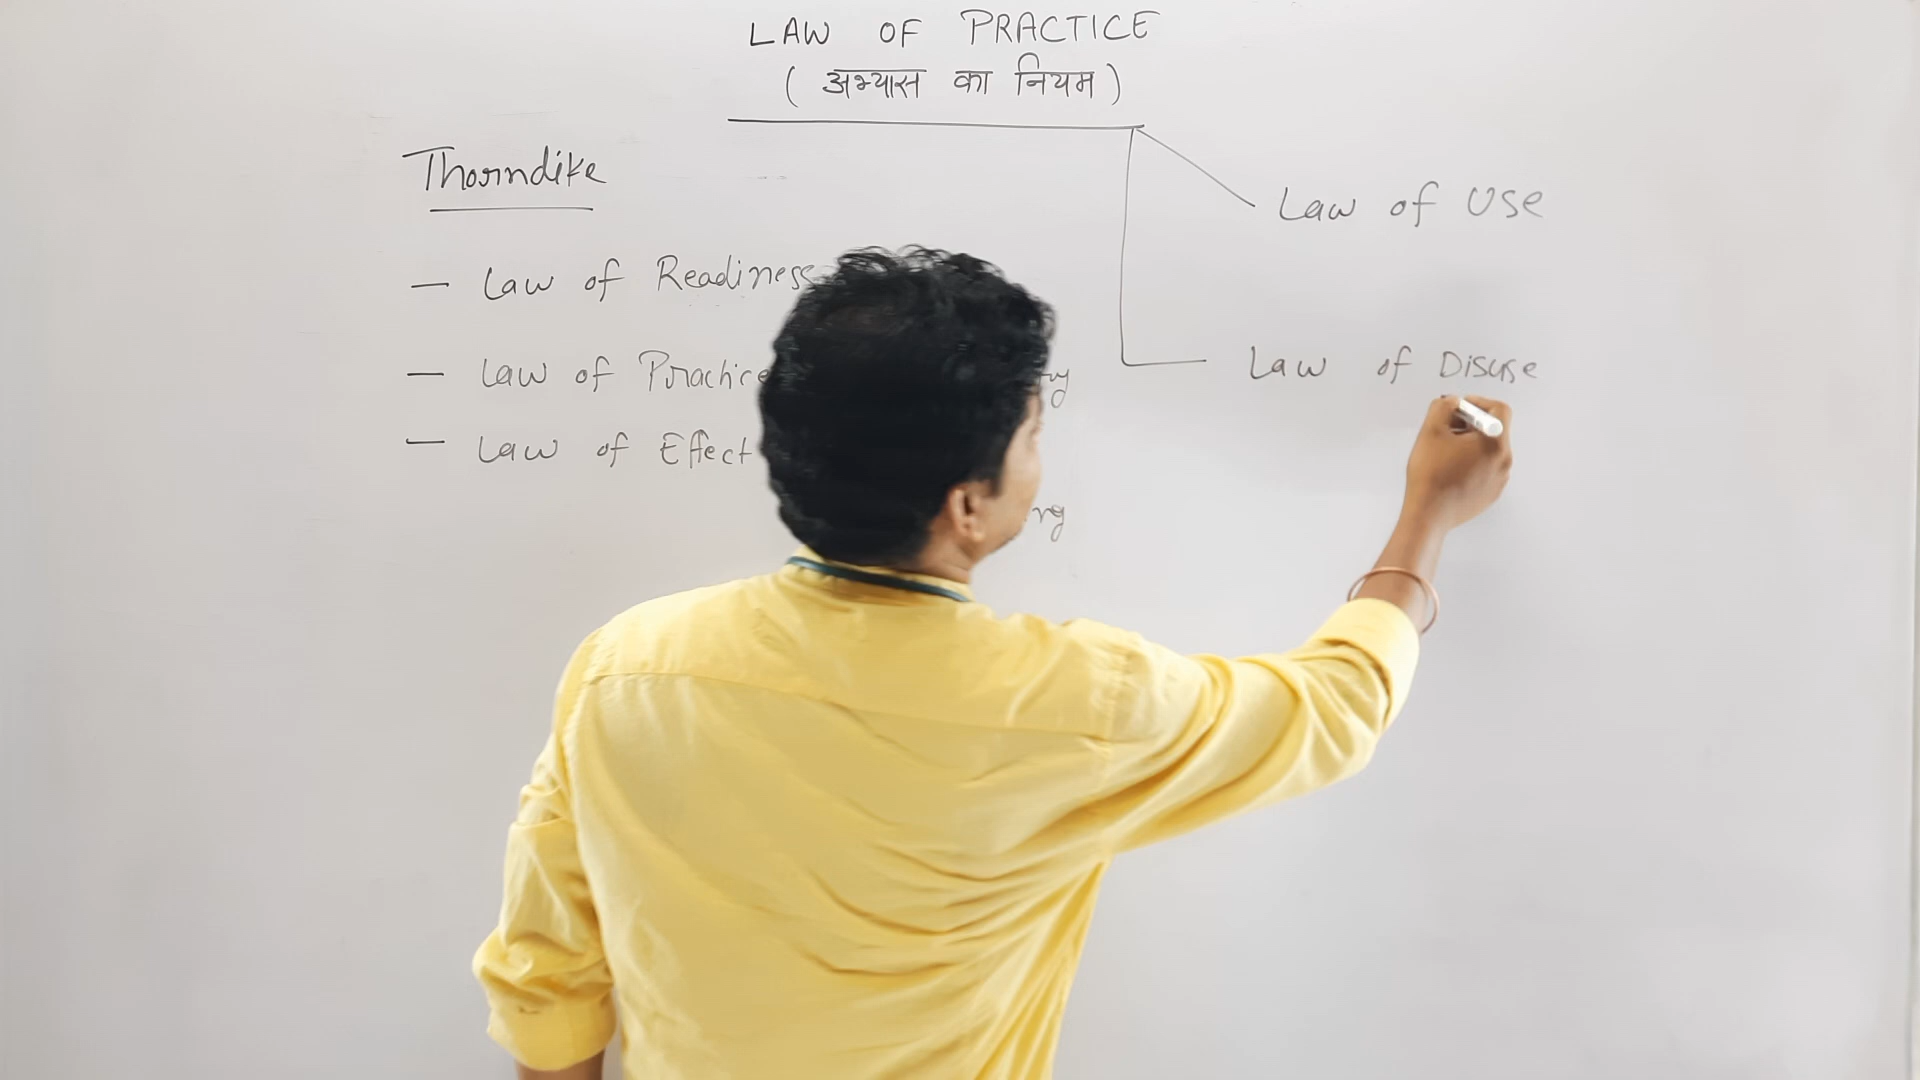 LAW OF PRACTICE
( अभ्यास का नियम )
Thorndike
— Law of Readiness
— Law of Practice
— Law of Effect
Law of Use
Law of Disuse